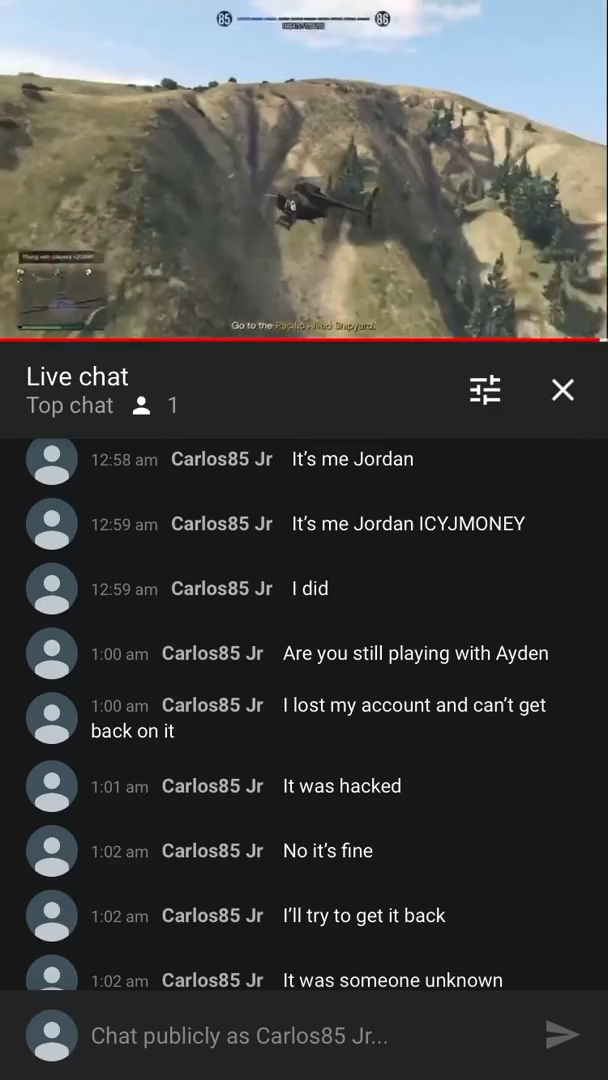 85 86
Go to the Pacific Allied Shipyard.
Live chat
Top chat 1
12:58 am Carlos85 Jr It’s me Jordan
12:59 am Carlos85 Jr It’s me Jordan ICYJMONEY
12:59 am Carlos85 Jr I did
1:00 am Carlos85 Jr Are you still playing with Ayden
1:00 am Carlos85 Jr I lost my account and can’t get
back on it
1:01 am Carlos85 Jr It was hacked
1:02 am Carlos85 Jr No it’s fine
1:02 am Carlos85 Jr I’ll try to get it back
1:02 am Carlos85 Jr It was someone unknown
Chat publicly as Carlos85 Jr...